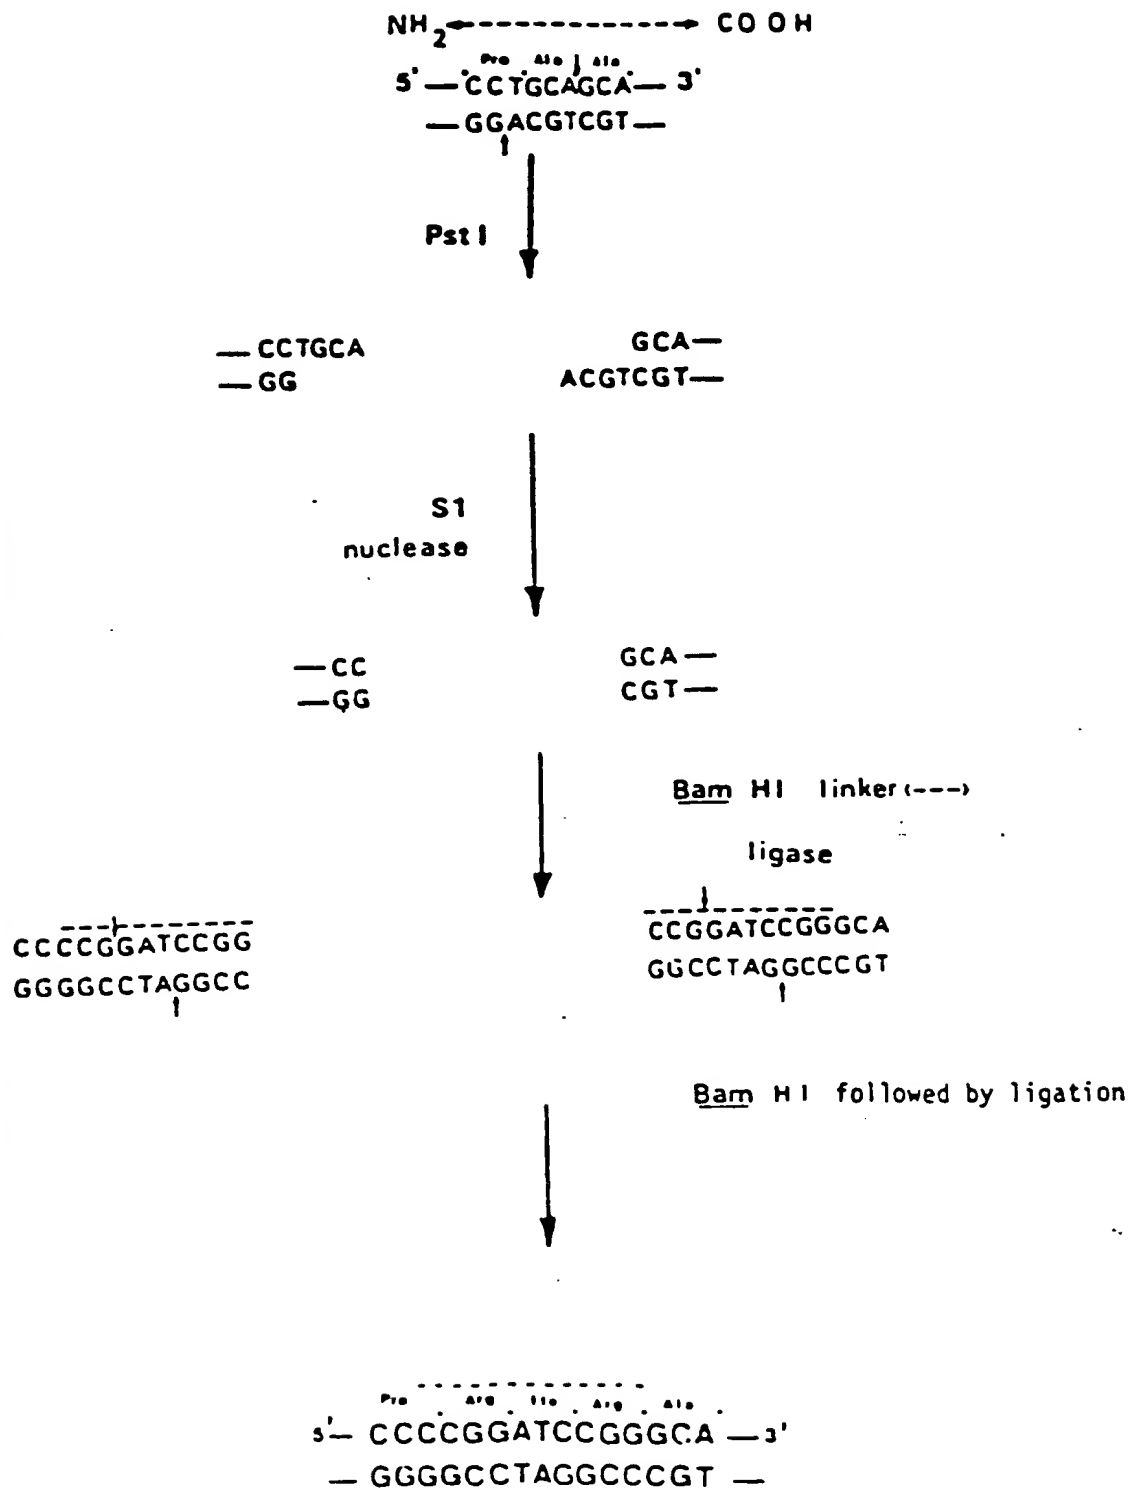 NH2 COOH
Pro Ala Ala
5' — CCTGCAGCA — 3'
— GGACGTCGT —
Pst I
— CCTGCA GCA —
— GG ACGTCGT —
S1
nuclease
— CC GCA —
— GG CGT —
Bam HI linker <--->
ligase
CCCCGGATCCGG CCGGATCCGGGCA
GGGGCCTAGGCC GGCCTAGGCCCGT
Bam HI followed by ligation
Pro Arg Ile Arg Ala
5' — CCCCGGATCCGGGCA — 3'
— GGGGCCTAGGCCCGT —